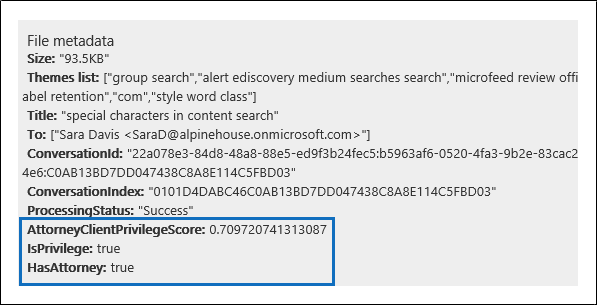 File metadata
Size: "93.5KB"
Themes list: ["group search","alert ediscovery medium searches search","microfeed review offi
abel retention","com","style word class"]
Title: "special characters in content search"
To: ["Sara Davis <SaraD@alpinehouse.onmicrosoft.com>"]
ConversationId: "22a078e3-84d8-48a8-88e5-ed9f3b24fec5:b5963af6-0520-4fa3-9b2e-83cac2
4e6:C0AB13BD7DD047438C8A8E114C5FBD03"
ConversationIndex: "0101D4DABC46C0AB13BD7DD047438C8A8E114C5FBD03"
ProcessingStatus: "Success"
AttorneyClientPrivilegeScore: 0.709720741313087
IsPrivilege: true
HasAttorney: true